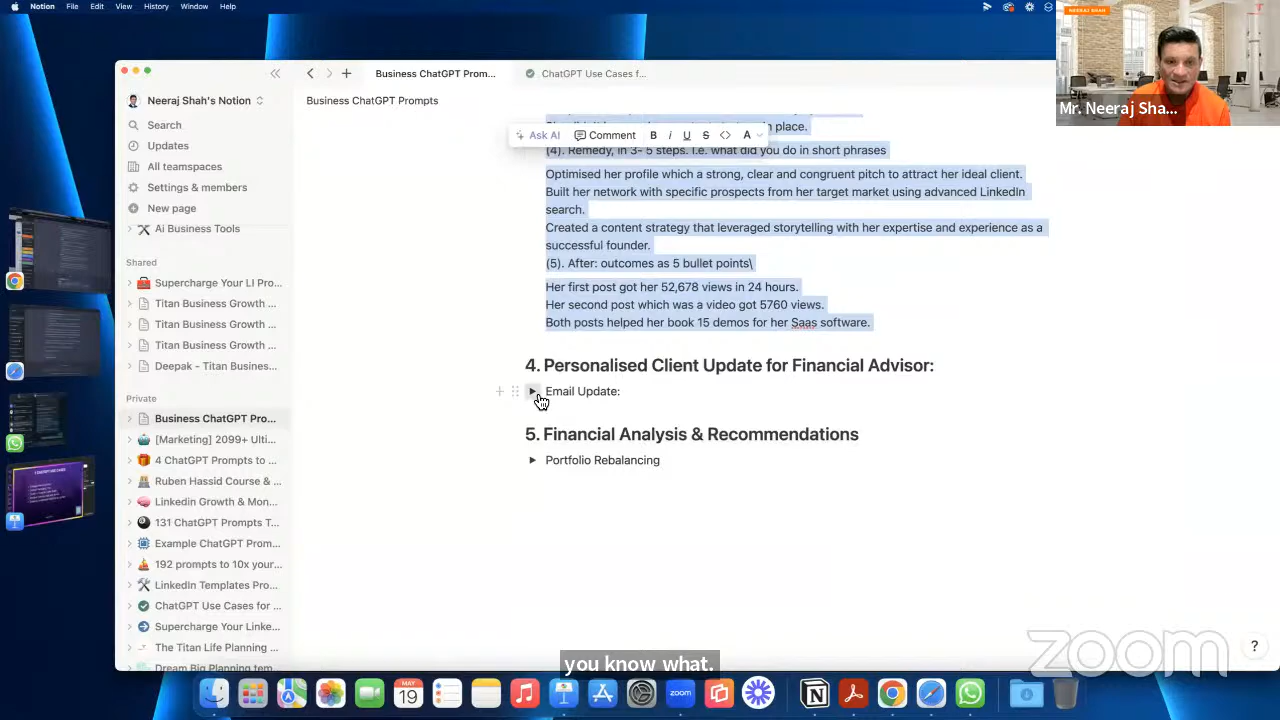 Notion File Edit View History Window Help
NEERAJ SHAH
Mr. Neeraj Sha...
Business ChatGPT Prom...
ChatGPT Use Cases f...
Neeraj Shah's Notion
Business ChatGPT Prompts
Search
Updates
All teamspaces
Settings & members
New page
Ai Business Tools
Shared
Supercharge Your LI Pro...
Titan Business Growth ...
Titan Business Growth ...
Titan Business Growth ...
Deepak - Titan Business...
Private
Business ChatGPT Pro...
[Marketing] 2099+ Ulti...
4 ChatGPT Prompts to ...
Ruben Hassid Course & ...
Linkedin Growth & Mon...
131 ChatGPT Prompts T...
Example ChatGPT Prom...
192 prompts to 10x your...
LinkedIn Templates Pro...
ChatGPT Use Cases for ...
Supercharge Your Linke...
The Titan Life Planning ...
Dream Big Planning tem...
place.
Ask AI Comment B i U S A
(4). Remedy, in 3- 5 steps. I.e. what did you do in short phrases
Optimised her profile which a strong, clear and congruent pitch to attract her ideal client.
Built her network with specific prospects from her target market using advanced LinkedIn
search.
Created a content strategy that leveraged storytelling with her expertise and experience as a
successful founder.
(5). After: outcomes as 5 bullet points\
Her first post got her 52,678 views in 24 hours.
Her second post which was a video got 5760 views.
Both posts helped her book 15 demos for her Saas software.
4. Personalised Client Update for Financial Advisor:
Email Update:
5. Financial Analysis & Recommendations
Portfolio Rebalancing
?
zoom
you know what.
MAY
19
zoom